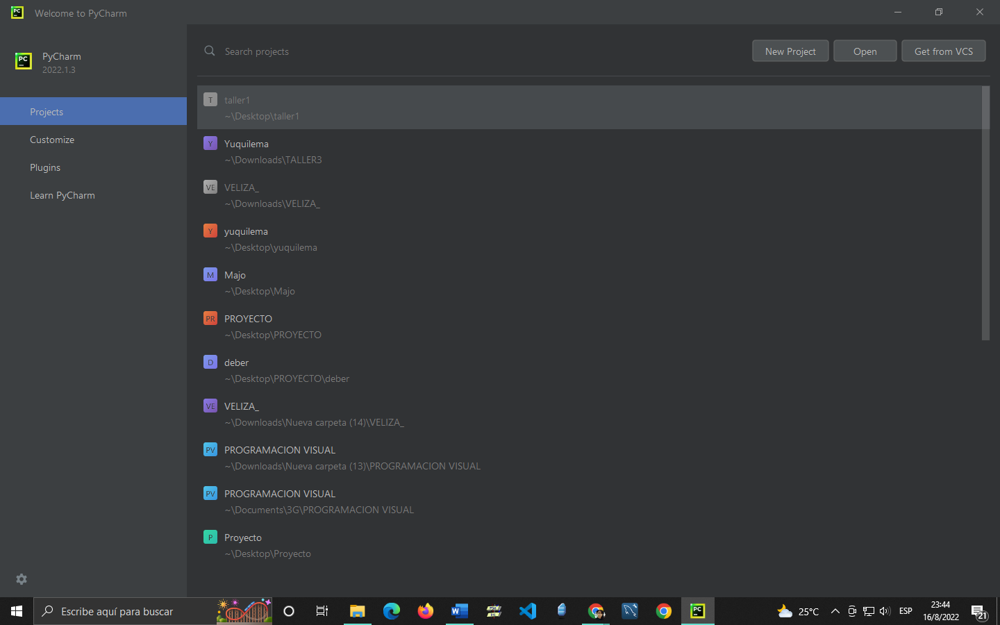 Welcome to PyCharm
PyCharm
2022.1.3
Projects
Customize
Plugins
Learn PyCharm
Search projects
New Project
Open
Get from VCS
T taller1
~\Desktop\taller1
Y Yuquilema
~\Downloads\TALLER3
VE VELIZA_
~\Downloads\VELIZA_
Y yuquilema
~\Desktop\yuquilema
M Majo
~\Desktop\Majo
PR PROYECTO
~\Desktop\PROYECTO
D deber
~\Desktop\PROYECTO\deber
VE VELIZA_
~\Downloads\Nueva carpeta (14)\VELIZA_
PV PROGRAMACION VISUAL
~\Downloads\Nueva carpeta (13)\PROGRAMACION VISUAL
PV PROGRAMACION VISUAL
~\Documents\3G\PROGRAMACION VISUAL
P Proyecto
~\Desktop\Proyecto
Escribe aquí para buscar
25°C
ESP
23:44
16/8/2022
21